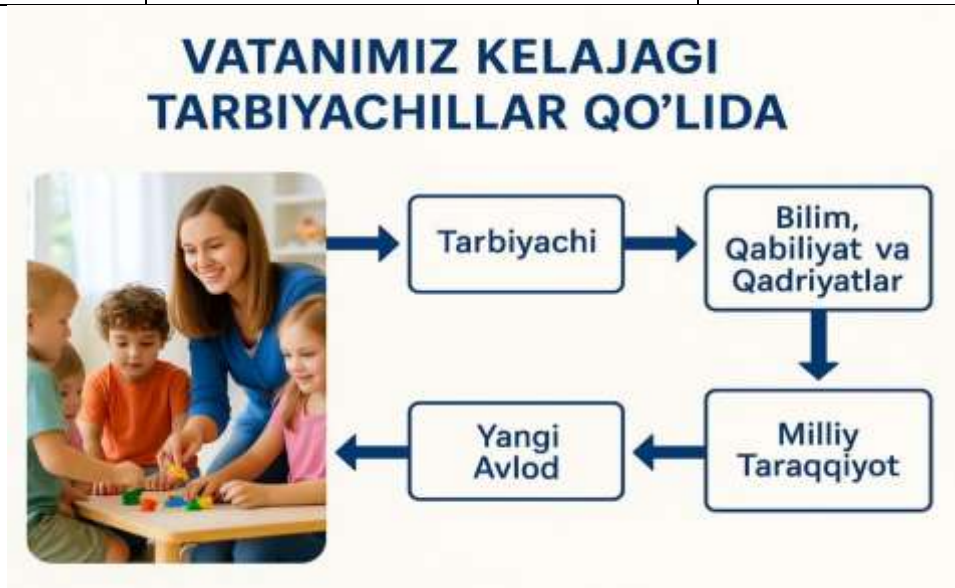 VATANIMIZ KELAJAGI
TARBIYACHILLAR QO'LIDA
Tarbiyachi
Bilim,
Qabiliyat va
Qadriyatlar
Milliy
Taraqqiyot
Yangi
Avlod